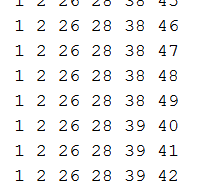 1 2 26 28 38 45
1 2 26 28 38 46
1 2 26 28 38 47
1 2 26 28 38 48
1 2 26 28 38 49
1 2 26 28 39 40
1 2 26 28 39 41
1 2 26 28 39 42